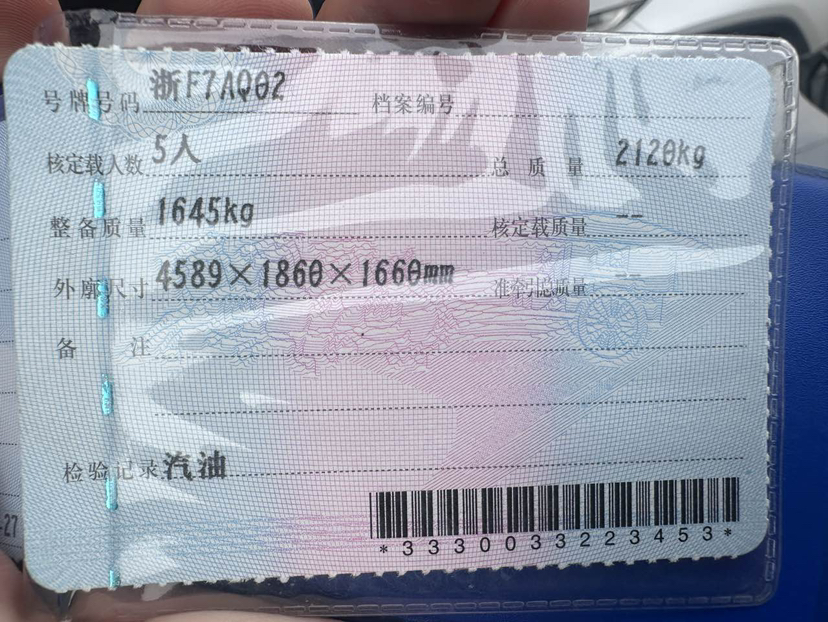 号牌号码 浙F7AQ02 档案编号
核定载人数 5人 总质量 2120kg
整备质量 1645kg 核定载质量 --
外廓尺寸 4589×1860×1660mm 准牵引总质量 --
备注
检验记录 汽油
-27
*3330033223453*